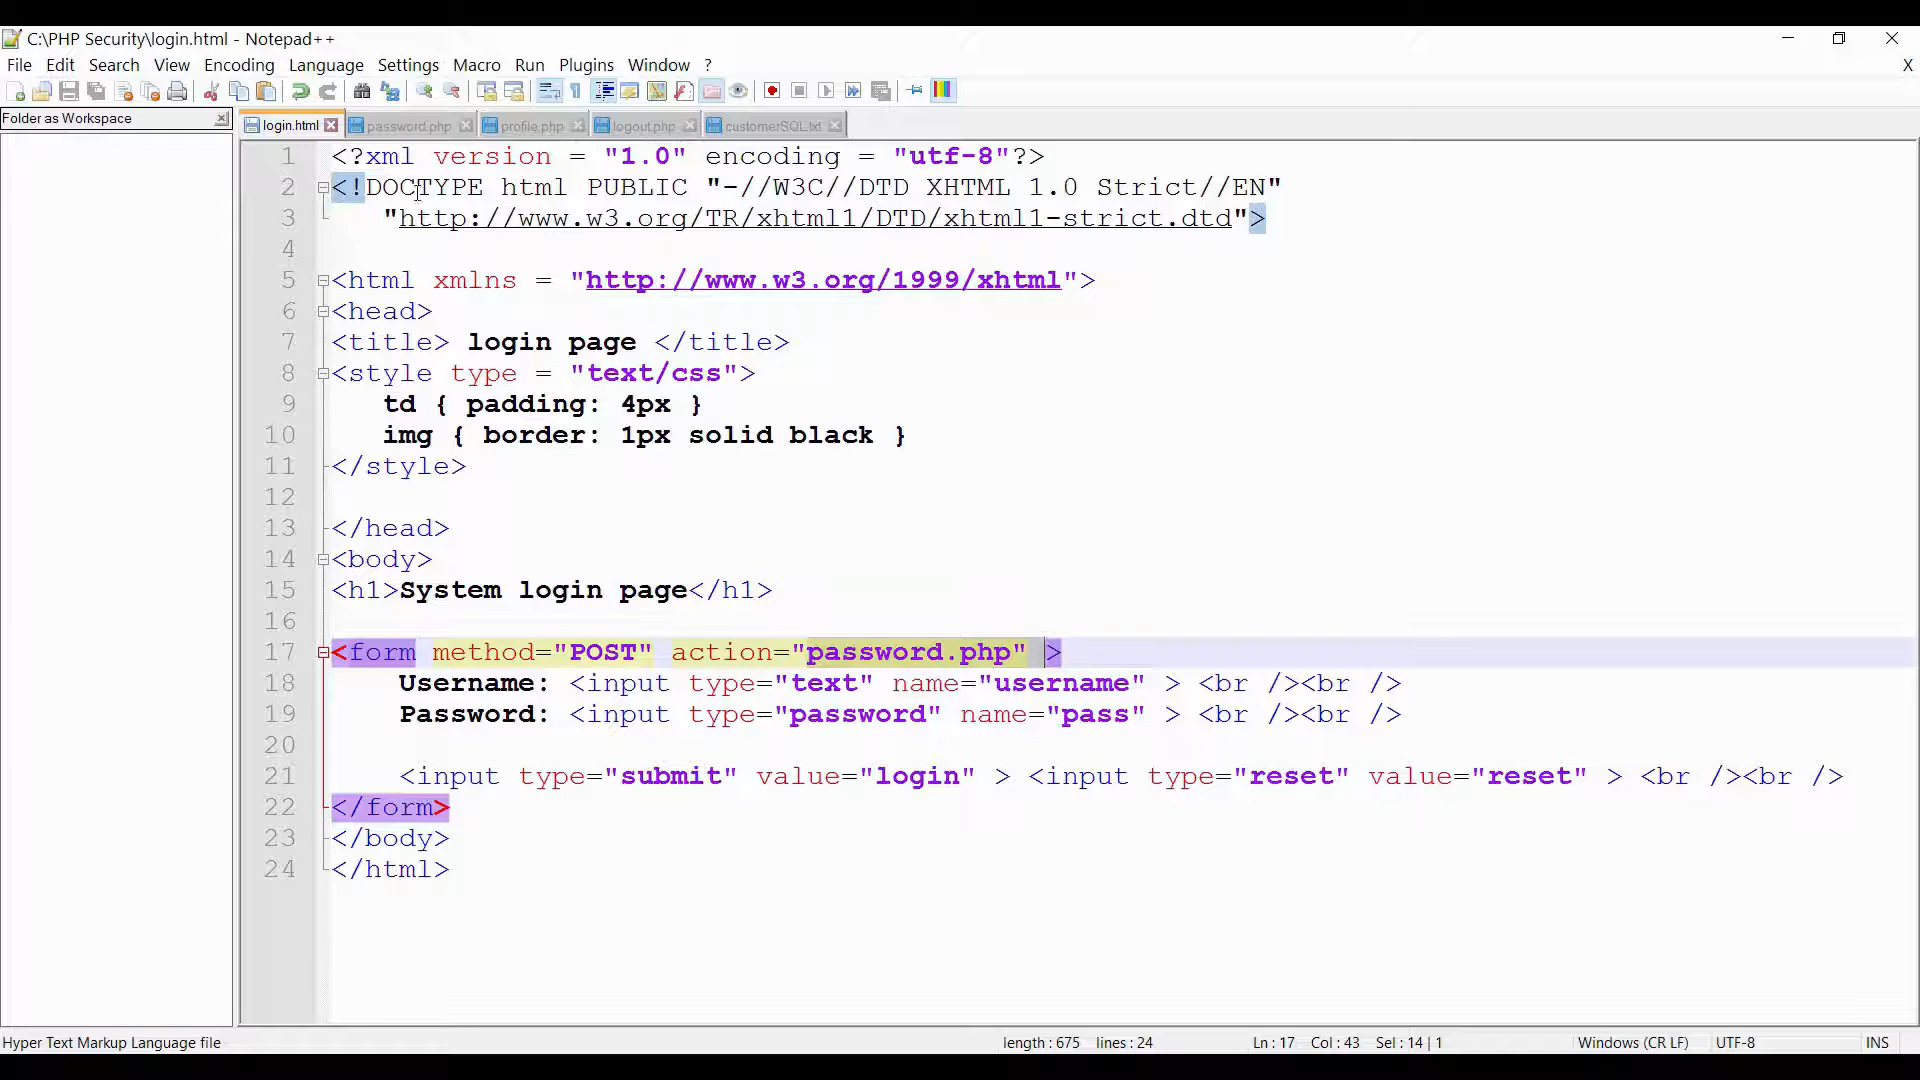 C:\PHP Security\login.html - Notepad++
File Edit Search View Encoding Language Settings Macro Run Plugins Window ? X
Folder as Workspace
login.html password.php profile.php logout.php customerSQL.txt
1 <?xml version = "1.0" encoding = "utf-8"?>
2 <!DOCTYPE html PUBLIC "-//W3C//DTD XHTML 1.0 Strict//EN"
3 "http://www.w3.org/TR/xhtml1/DTD/xhtml1-strict.dtd">
4
5 <html xmlns = "http://www.w3.org/1999/xhtml">
6 <head>
7 <title> login page </title>
8 <style type = "text/css">
9 td { padding: 4px }
10 img { border: 1px solid black }
11 </style>
12
13 </head>
14 <body>
15 <h1>System login page</h1>
16
17 <form method="POST" action="password.php" >
18 Username: <input type="text" name="username" > <br /><br />
19 Password: <input type="password" name="pass" > <br /><br />
20
21 <input type="submit" value="login" > <input type="reset" value="reset" > <br /><br />
22 </form>
23 </body>
24 </html>
Hyper Text Markup Language file length : 675 lines : 24 Ln : 17 Col : 43 Sel : 14 | 1 Windows (CR LF) UTF-8 INS